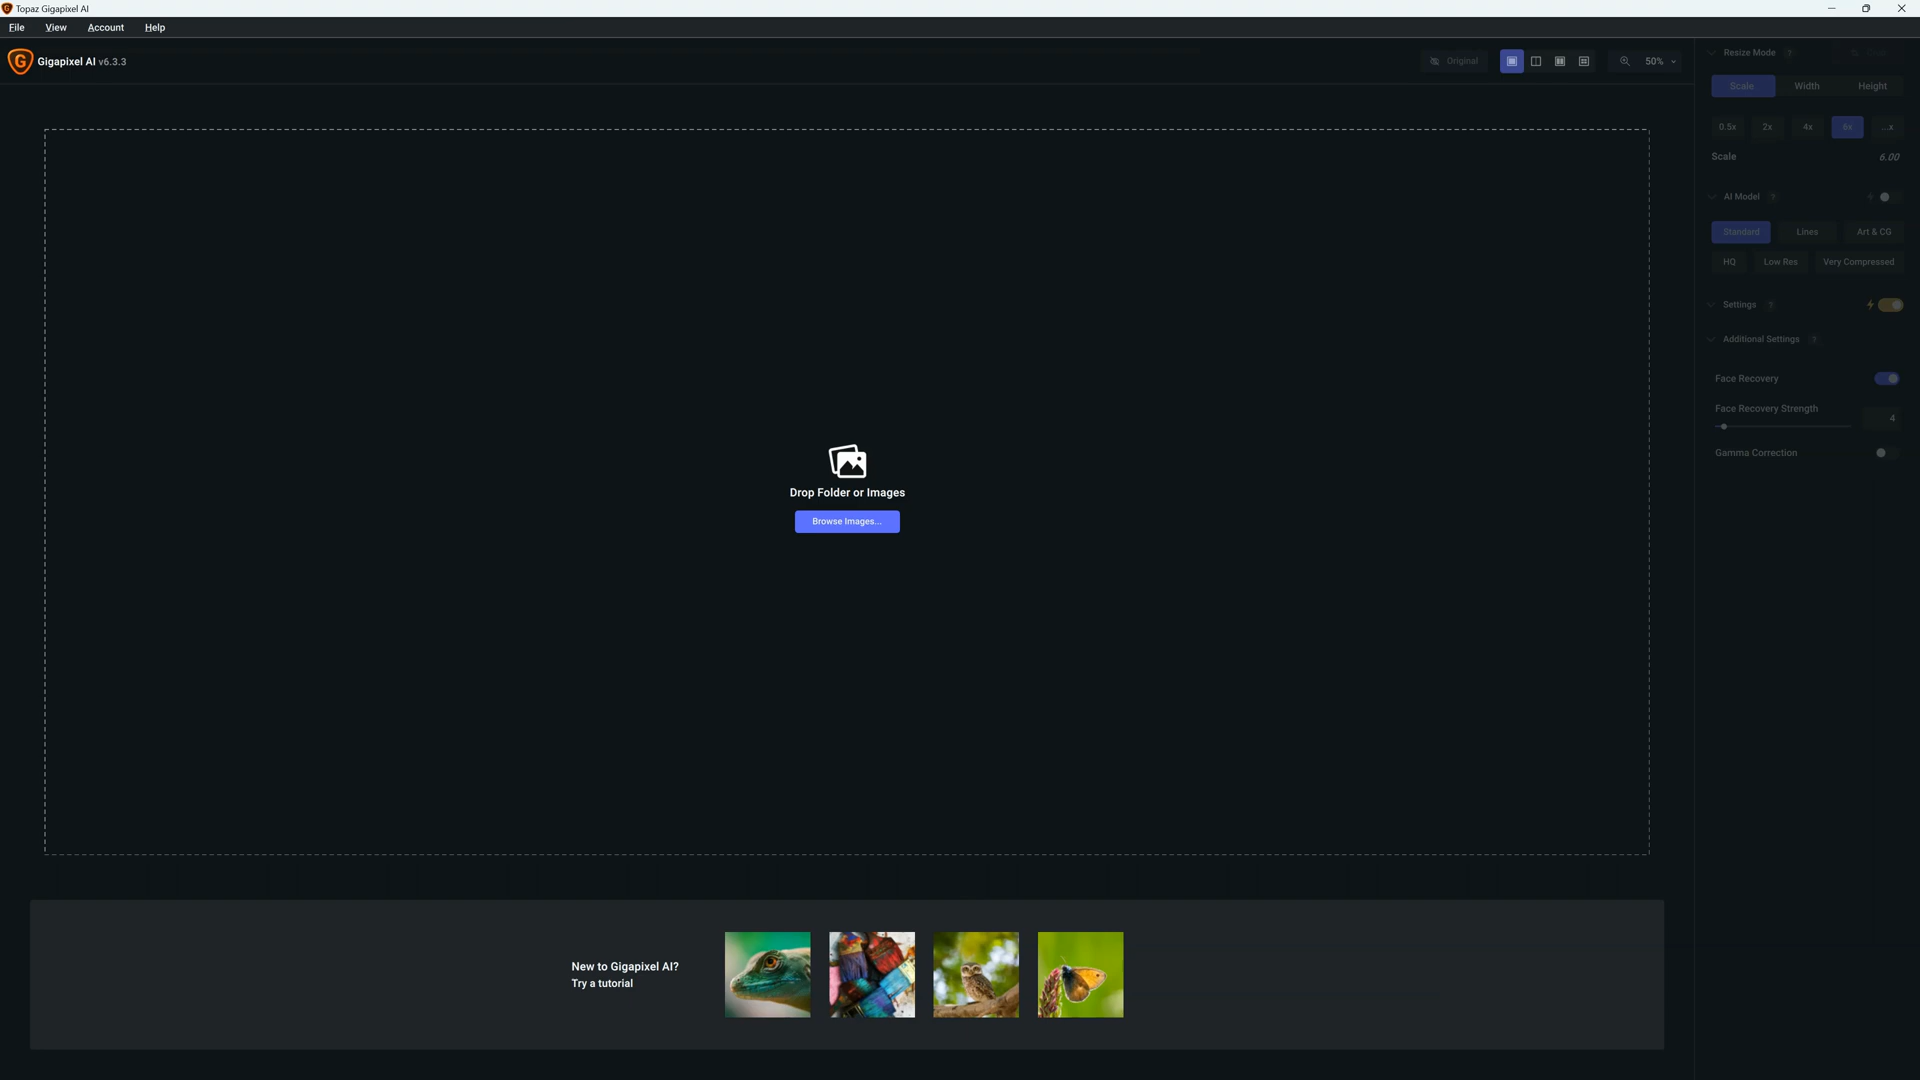 Topaz Gigapixel AI
File View Account Help
Gigapixel AI v6.3.3
Original
50%
Resize Mode ?
Scale Width Height
0.5x 2x 4x 6x ...x
Scale 6.00
AI Model ?
Standard Lines Art & CG
HQ Low Res Very Compressed
Settings ?
Additional Settings ?
Face Recovery
Face Recovery Strength 4
Gamma Correction
Drop Folder or Images
Browse Images...
New to Gigapixel AI?
Try a tutorial